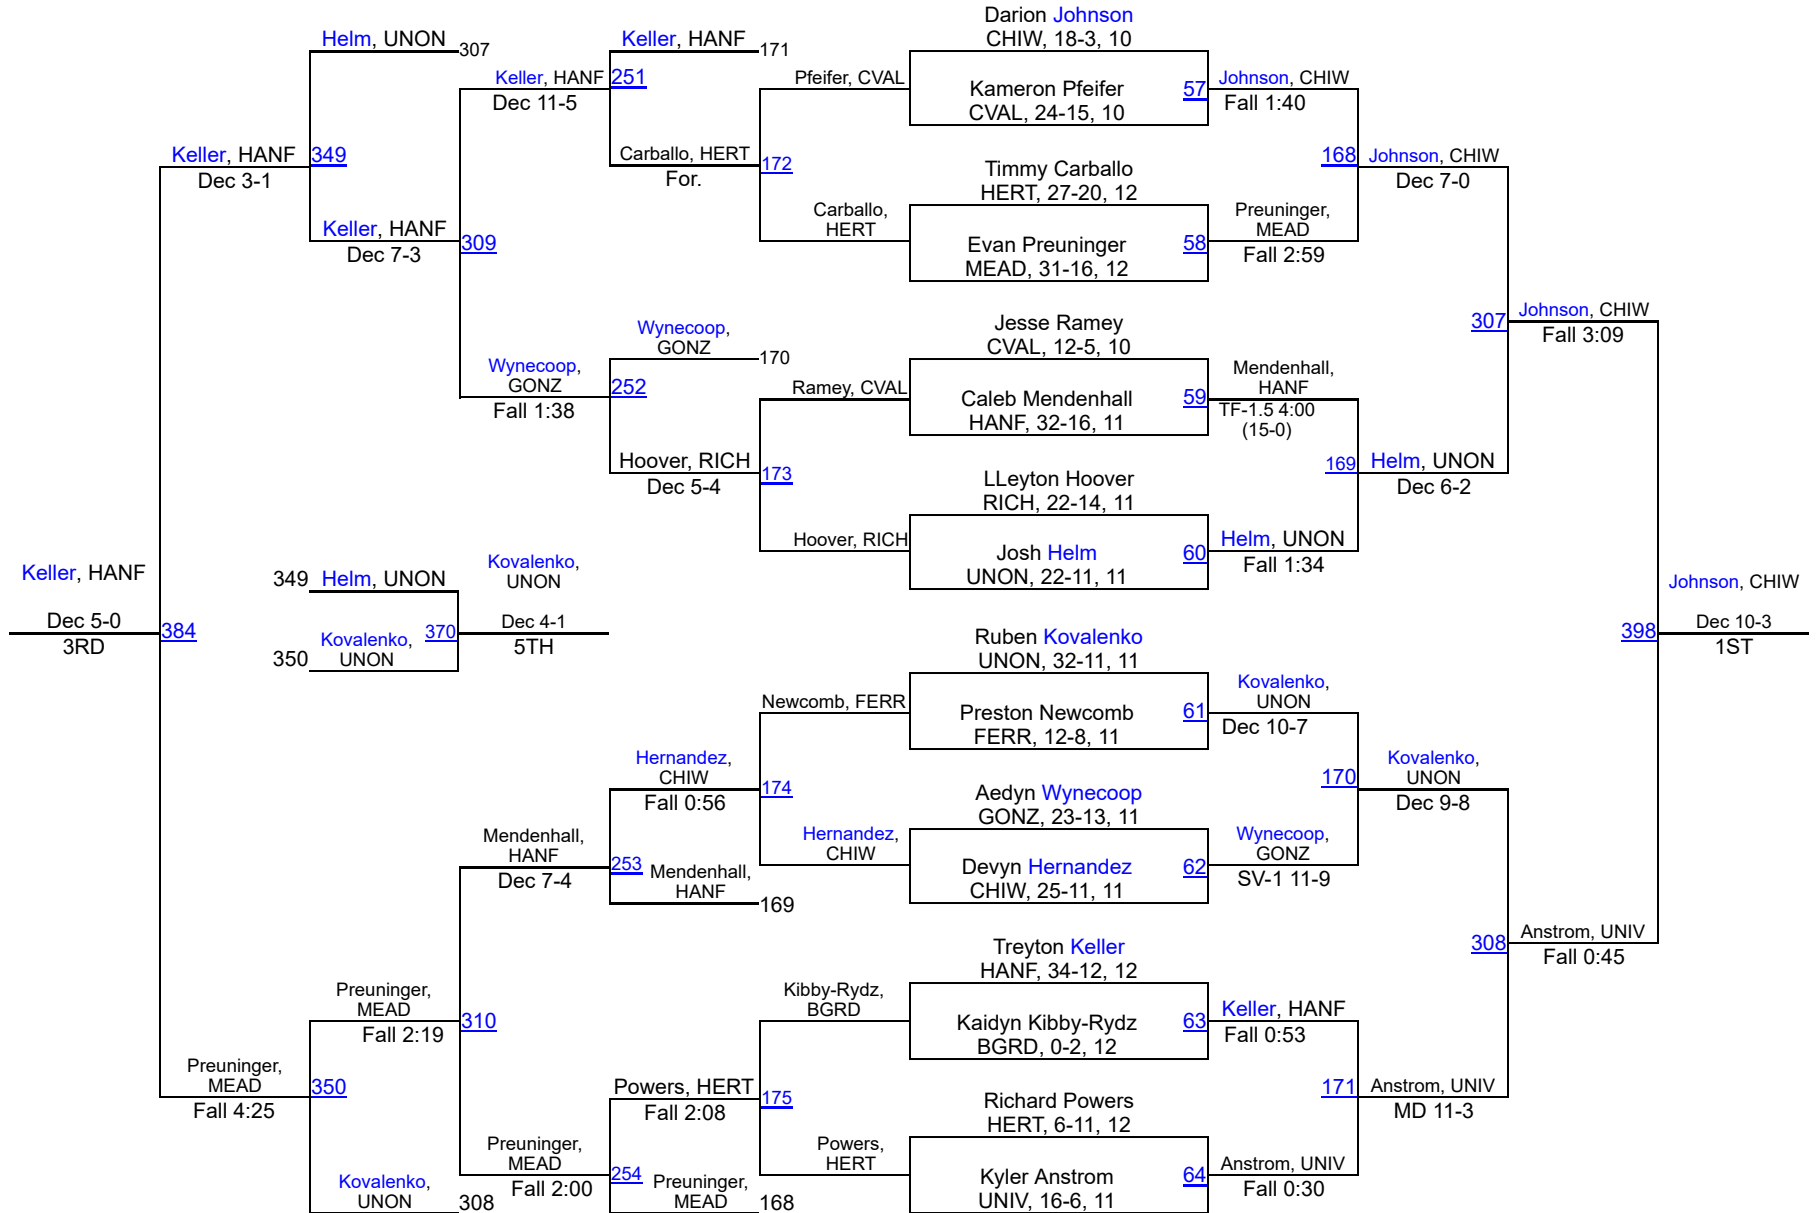 Darion Johnson
CHIW, 18-3, 10
Helm, UNON
307
Keller, HANF
171
Keller, HANF
251
Dec 11-5
Pfeifer, CVAL
Kameron Pfeifer
CVAL, 24-15, 10
57
Johnson, CHIW
Fall 1:40
Keller, HANF
349
Dec 3-1
Carballo, HERT
For.
172
Timmy Carballo
HERT, 27-20, 12
168
Johnson, CHIW
Dec 7-0
Keller, HANF
Dec 7-3
309
Carballo,
HERT
Evan Preuninger
MEAD, 31-16, 12
58
Preuninger,
MEAD
Fall 2:59
Wynecoop,
GONZ
170
Jesse Ramey
CVAL, 12-5, 10
307
Johnson, CHIW
Fall 3:09
Wynecoop,
GONZ
Fall 1:38
252
Ramey, CVAL
Caleb Mendenhall
HANF, 32-16, 11
59
Mendenhall,
HANF
TF-1.5 4:00
(15-0)
Hoover, RICH
Dec 5-4
173
LLeyton Hoover
RICH, 22-14, 11
169
Helm, UNON
Dec 6-2
Hoover, RICH
Josh Helm
UNON, 22-11, 11
60
Helm, UNON
Fall 1:34
Keller, HANF
Dec 5-0
3RD
384
349
Helm, UNON
Kovalenko,
UNON
350
Kovalenko,
UNON
370
Dec 4-1
5TH
Johnson, CHIW
398
Dec 10-3
1ST
Ruben Kovalenko
UNON, 32-11, 11
Newcomb, FERR
Preston Newcomb
FERR, 12-8, 11
61
Kovalenko,
UNON
Dec 10-7
Hernandez,
CHIW
Fall 0:56
174
Aedyn Wynecoop
GONZ, 23-13, 11
170
Kovalenko,
UNON
Dec 9-8
Mendenhall,
HANF
Dec 7-4
253
Mendenhall,
HANF
169
Hernandez,
CHIW
Devyn Hernandez
CHIW, 25-11, 11
62
Wynecoop,
GONZ
SV-1 11-9
Treyton Keller
HANF, 34-12, 12
308
Anstrom, UNIV
Fall 0:45
Preuninger,
MEAD
Fall 2:19
310
Kibby-Rydz,
BGRD
Kaidyn Kibby-Rydz
BGRD, 0-2, 12
63
Keller, HANF
Fall 0:53
Preuninger,
MEAD
Fall 4:25
350
Powers, HERT
Fall 2:08
175
Richard Powers
HERT, 6-11, 12
171
Anstrom, UNIV
MD 11-3
Kovalenko,
UNON
308
Preuninger,
MEAD
Fall 2:00
254
Preuninger,
MEAD
168
Powers,
HERT
Kyler Anstrom
UNIV, 16-6, 11
64
Anstrom, UNIV
Fall 0:30